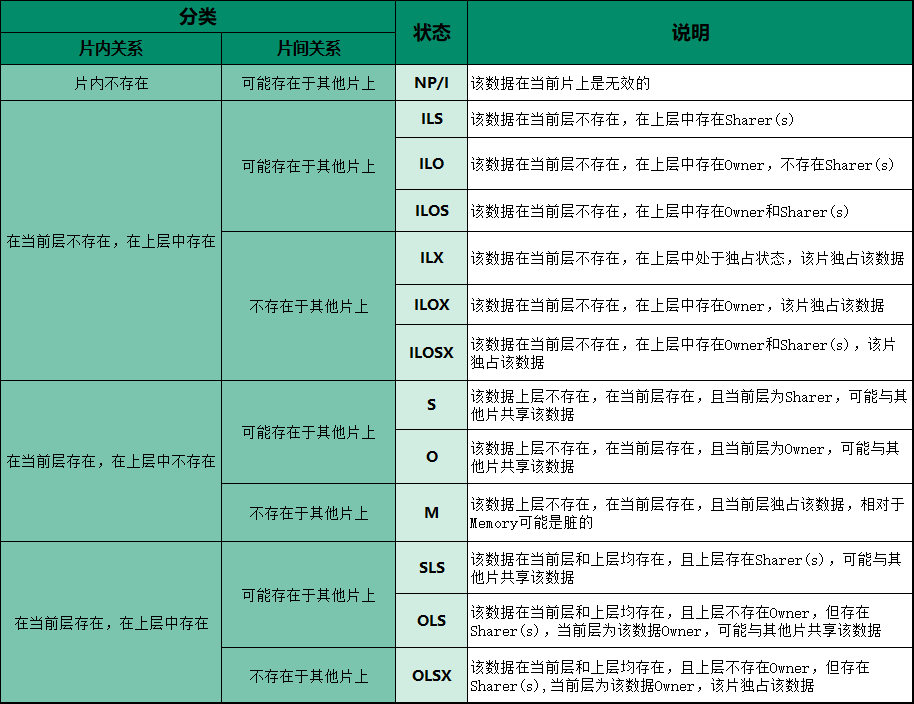 分类
状态
说明
片内关系
片间关系
片内不存在
可能存在于其他片上
NP/I
该数据在当前片上是无效的
在当前层不存在，在上层中存在
可能存在于其他片上
ILS
该数据在当前层不存在，在上层中存在Sharer(s)
ILO
该数据在当前层不存在，在上层中存在Owner，不存在Sharer(s)
ILOS
该数据在当前层不存在，在上层中存在Owner和Sharer(s)
不存在于其他片上
ILX
该数据在当前层不存在，在上层中处于独占状态，该片独占该数据
ILOX
该数据在当前层不存在，在上层中存在Owner，该片独占该数据
ILOSX
该数据在当前层不存在，在上层中存在Owner和Sharer(s)，该片
独占该数据
在当前层存在，在上层中不存在
可能存在于其他片上
S
该数据上层不存在，在当前层存在，且当前层为Sharer，可能与其
他片共享该数据
O
该数据上层不存在，在当前层存在，且当前层为Owner，可能与其
他片共享该数据
不存在于其他片上
M
该数据上层不存在，在当前层存在，且当前层独占该数据，相对于
Memory可能是脏的
在当前层存在，在上层中存在
可能存在于其他片上
SLS
该数据在当前层和上层均存在，且上层存在Sharer(s)，可能与其
他片共享该数据
OLS
该数据在当前层和上层均存在，且上层不存在Owner，但存在
Sharer(s)，当前层为该数据Owner，可能与其他片共享该数据
不存在于其他片上
OLSX
该数据在当前层和上层均存在，且上层不存在Owner，但存在
Sharer(s),当前层为该数据Owner，该片独占该数据